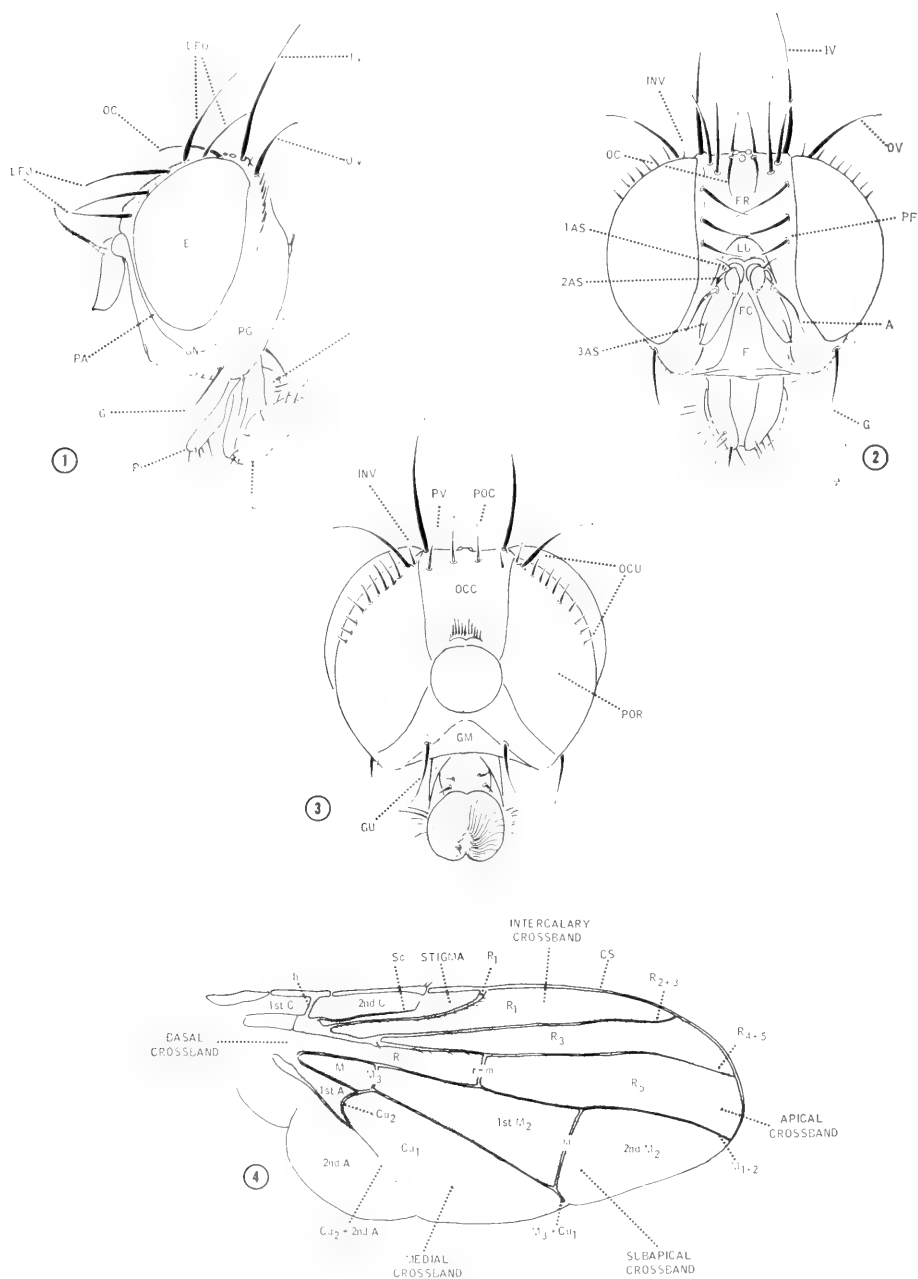 OC
E
PA
PG
G
1
IV
INV
OV
OC
FR
PF
1AS
LU
2AS
FC
A
3AS
F
G
2
INV
PV
POC
OCC
OCU
POR
GM
GU
3
INTERCALARY
CROSSBAND
Sc
STIGMA
R1
CS
h
R2+3
1st C
2nd C
R1
R3
R4+5
BASAL
CROSSBAND
R
r-m
M
M3
R5
1st A
Cu2
1st M2
APICAL
CROSSBAND
Cu1
M
2nd M2
M1+2
2nd A
4
Cu2 + 2nd A
M3 + Cu1
MEDIAL
CROSSBAND
SUBAPICAL
CROSSBAND